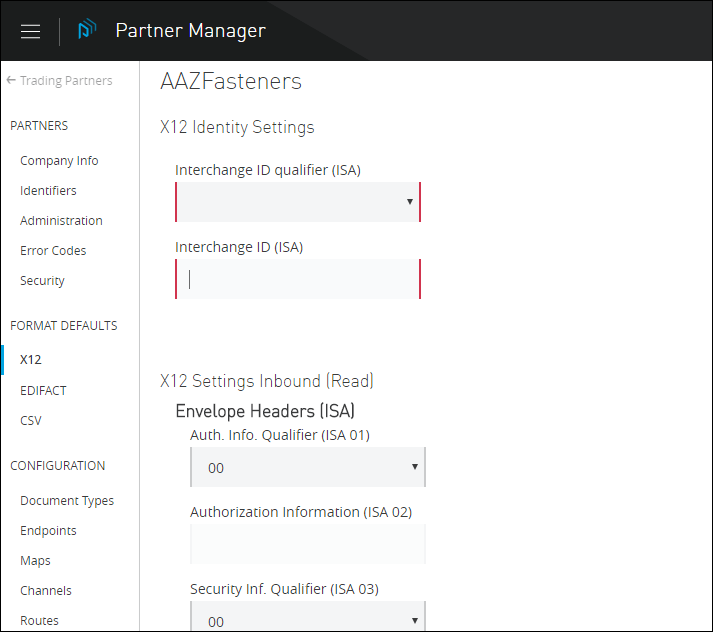 Partner Manager
← Trading Partners
PARTNERS
Company Info
Identifiers
Administration
Error Codes
Security
FORMAT DEFAULTS
X12
EDIFACT
CSV
CONFIGURATION
Document Types
Endpoints
Maps
Channels
Routes
AAZFasteners
X12 Identity Settings
Interchange ID qualifier (ISA)
Interchange ID (ISA)
X12 Settings Inbound (Read)
Envelope Headers (ISA)
Auth. Info. Qualifier (ISA 01)
00
Authorization Information (ISA 02)
Security Inf. Qualifier (ISA 03)
00